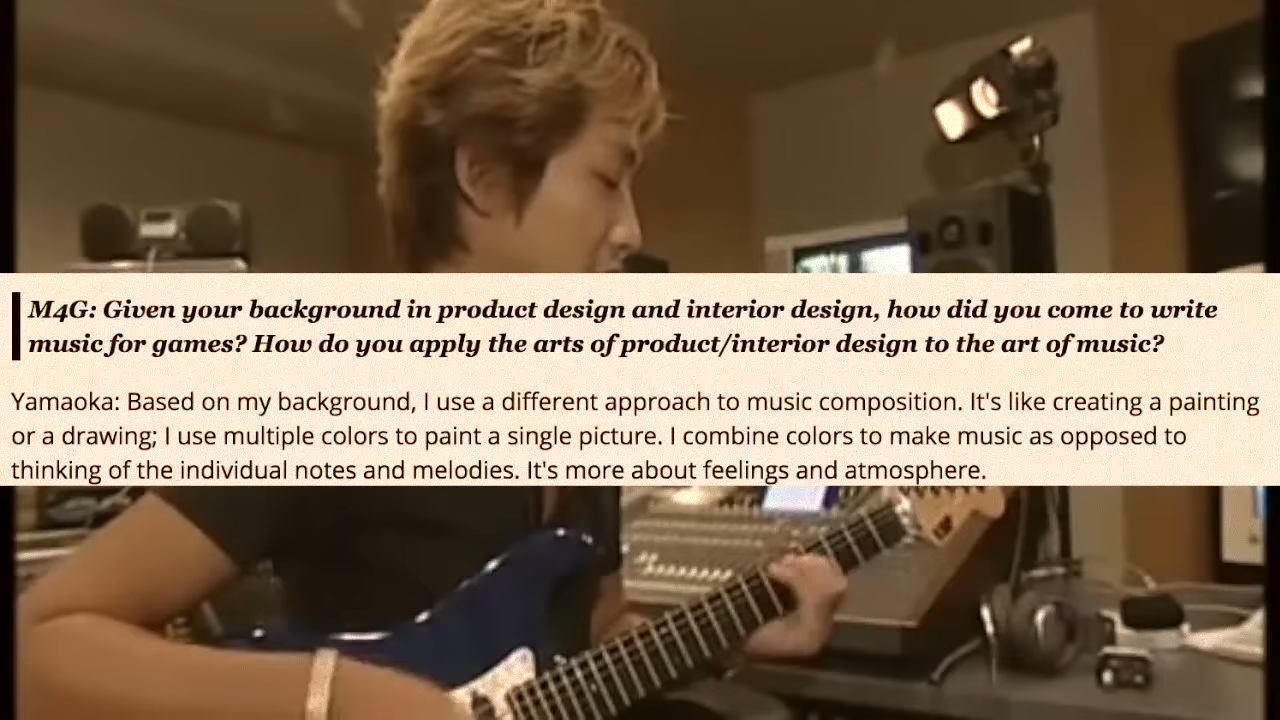 M4G: Given your background in product design and interior design, how did you come to write
music for games? How do you apply the arts of product/interior design to the art of music?
Yamaoka: Based on my background, I use a different approach to music composition. It's like creating a painting
or a drawing; I use multiple colors to paint a single picture. I combine colors to make music as opposed to
thinking of the individual notes and melodies. It's more about feelings and atmosphere.